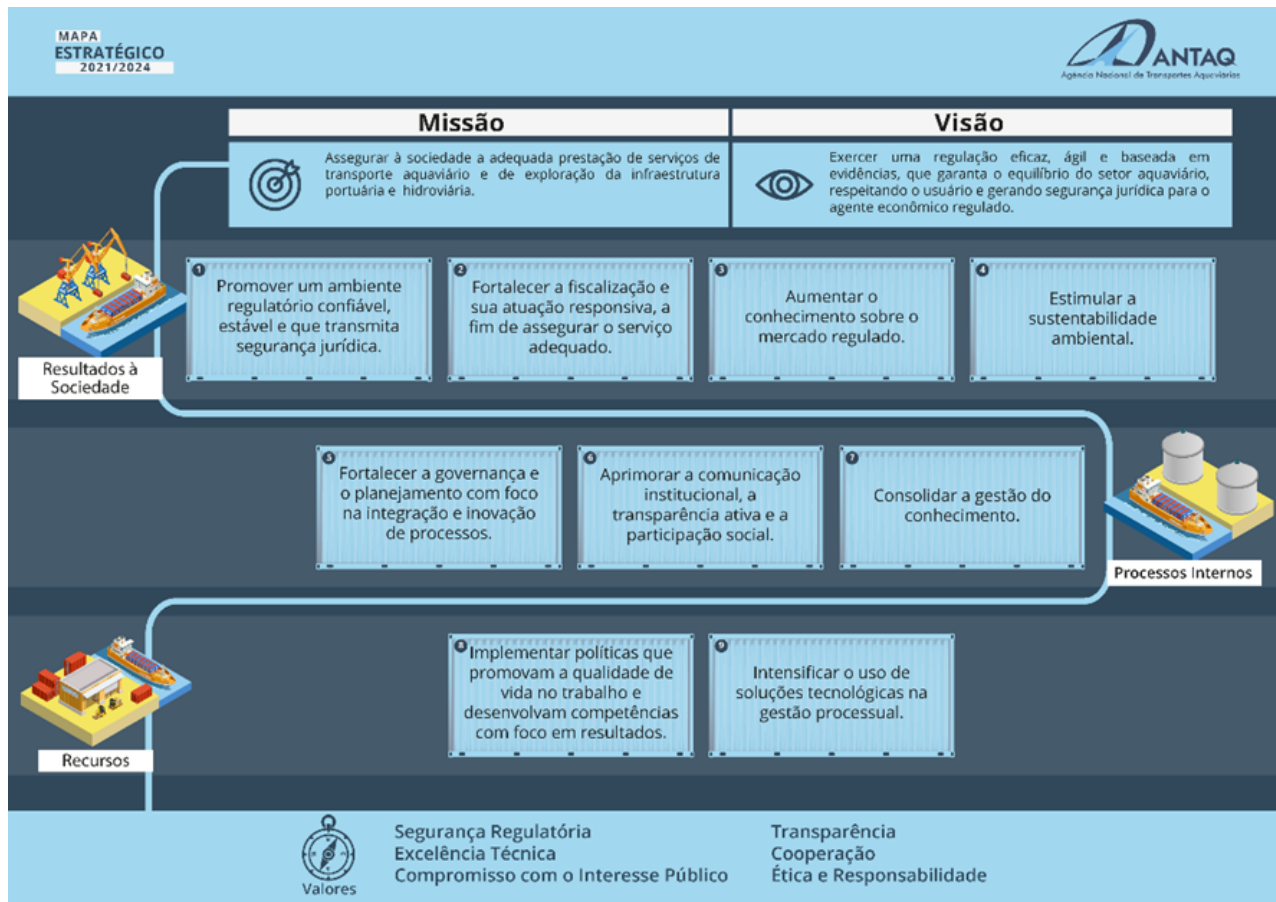 MAPA
ESTRATÉGICO
2021/2024
ANTAQ
Agência Nacional de Transportes Aquaviários
Missão
Assegurar à sociedade a adequada prestação de serviços de
transporte aquaviário e de exploração da infraestrutura
portuária e hidroviária.
Visão
Exercer uma regulação eficaz, ágil e baseada em
evidências, que garanta o equilíbrio do setor aquaviário,
respeitando o usuário e gerando segurança jurídica para o
agente econômico regulado.
Resultados à
Sociedade
1
Promover um ambiente
regulatório confiável,
estável e que transmita
segurança jurídica.
2
Fortalecer a fiscalização e
sua atuação responsiva, a
fim de assegurar o serviço
adequado.
3
Aumentar o
conhecimento sobre o
mercado regulado.
4
Estimular a
sustentabilidade
ambiental.
5
Fortalecer a governança e
o planejamento com foco
na integração e inovação
de processos.
6
Aprimorar a comunicação
institucional, a
transparência ativa e a
participação social.
7
Consolidar a gestão do
conhecimento.
Processos Internos
Recursos
8
Implementar políticas que
promovam a qualidade de
vida no trabalho e
desenvolvam competências
com foco em resultados.
9
Intensificar o uso de
soluções tecnológicas na
gestão processual.
Valores
Segurança Regulatória
Excelência Técnica
Compromisso com o Interesse Público
Transparência
Cooperação
Ética e Responsabilidade